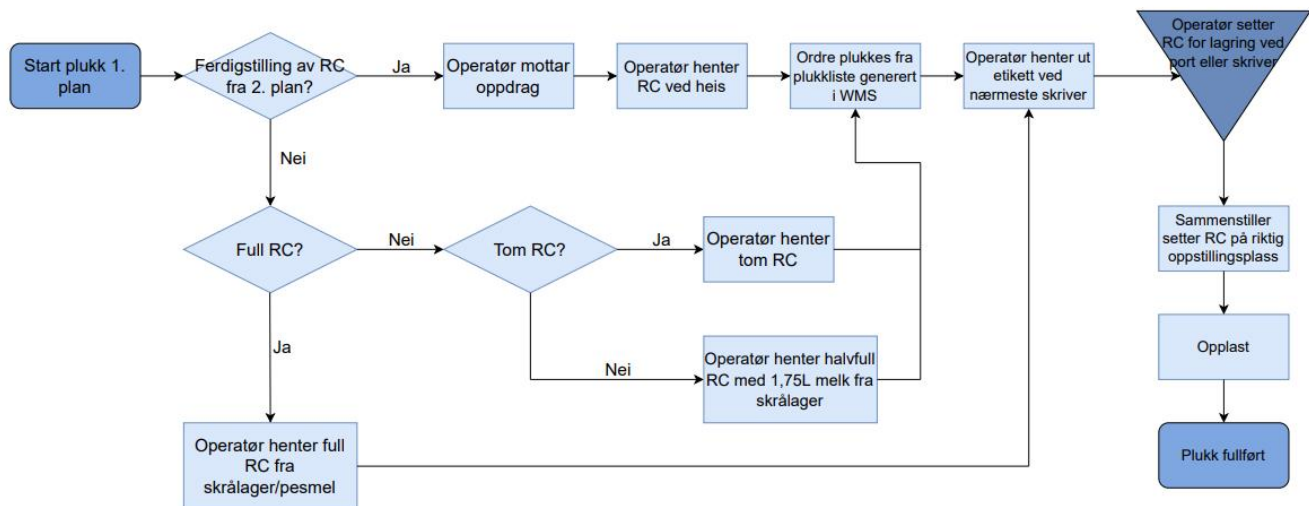 Start plukk 1.
plan
Ferdigstilling av RC
fra 2. plan?
Ja
Operatør mottar
oppdrag
Operatør henter
RC ved heis
Ordre plukkes fra
plukkliste generert
i WMS
Operatør henter ut
etikett ved
nærmeste skriver
Operatør setter
RC for lagring ved
port eller skriver
Nei
Full RC?
Nei
Tom RC?
Ja
Operatør henter
tom RC
Sammenstiller
setter RC på riktig
oppstillingsplass
Ja
Nei
Operatør henter halvfull
RC med 1,75L melk fra
skrålager
Opplast
Operatør henter full
RC fra
skrålager/pesmel
Plukk fullført